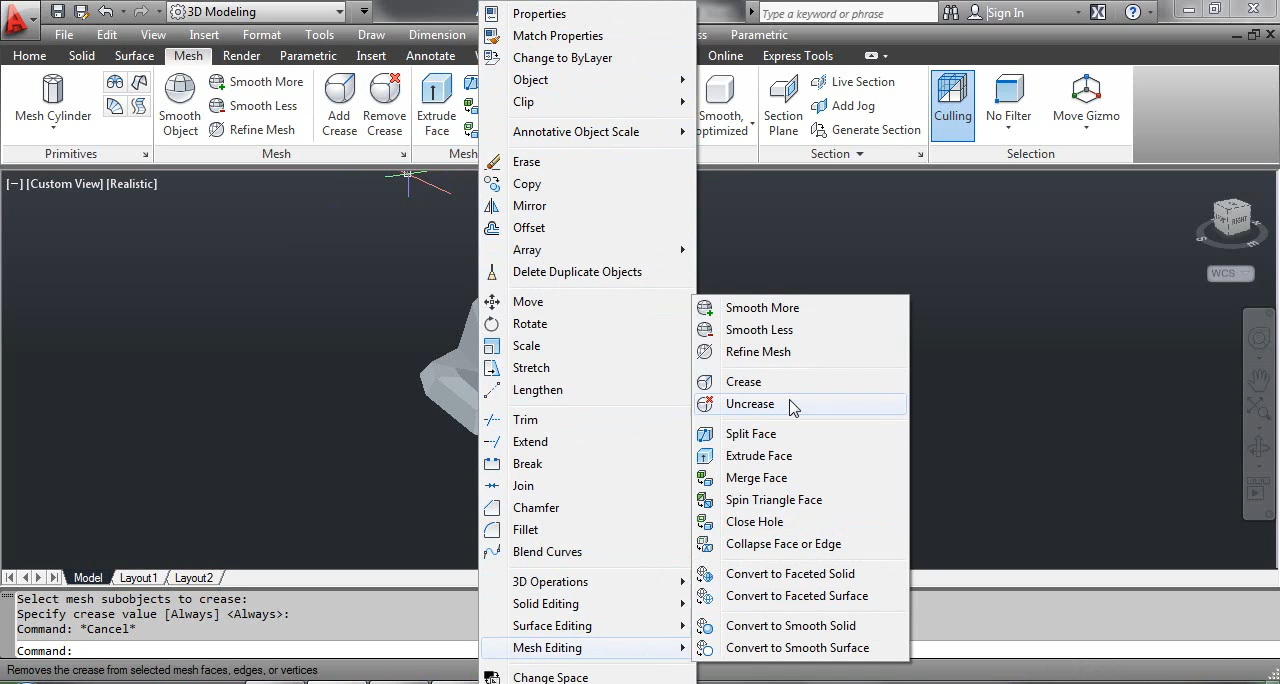 3D Modeling
Type a keyword or phrase
Sign In
File Edit View Insert Format Tools Draw Dimension
Parametric
Home Solid Surface Mesh Render Parametric Insert Annotate
Online Express Tools
Mesh Cylinder
Smooth Object
Smooth More
Smooth Less
Refine Mesh
Add Crease
Remove Crease
Extrude Face
Section Plane
Live Section
Add Jog
Generate Section
Culling
No Filter
Move Gizmo
Primitives
Mesh
Section
Selection
[−] [Custom View] [Realistic]
RIGHT
S
E
WCS
Properties
Match Properties
Change to ByLayer
Object
Clip
Annotative Object Scale
Erase
Copy
Mirror
Offset
Array
Delete Duplicate Objects
Move
Rotate
Scale
Stretch
Lengthen
Trim
Extend
Break
Join
Chamfer
Fillet
Blend Curves
3D Operations
Solid Editing
Surface Editing
Mesh Editing
Change Space
Smooth More
Smooth Less
Refine Mesh
Crease
Uncrease
Split Face
Extrude Face
Merge Face
Spin Triangle Face
Close Hole
Collapse Face or Edge
Convert to Faceted Solid
Convert to Faceted Surface
Convert to Smooth Solid
Convert to Smooth Surface
Model Layout1 Layout2
Select mesh subobjects to crease:
Specify crease value [Always] <Always>:
Command: *Cancel*
Command:
Removes the crease from selected mesh faces, edges, or vertices